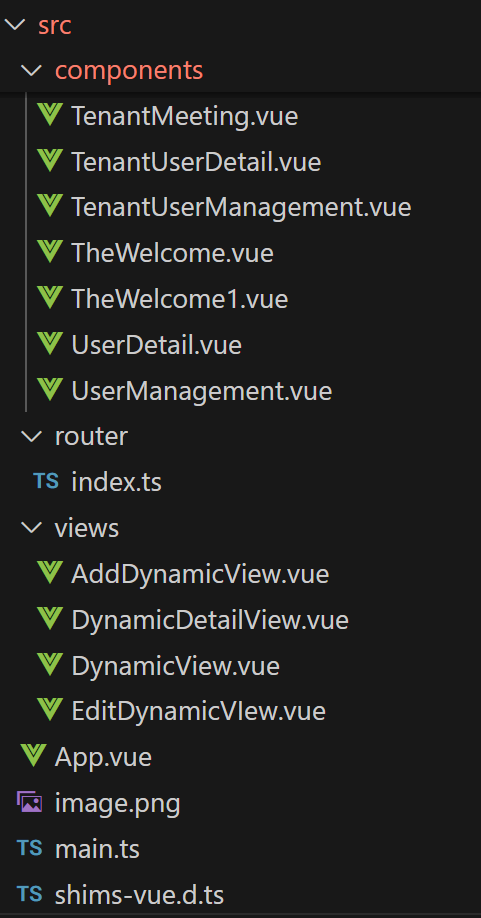 src
components
TenantMeeting.vue
TenantUserDetail.vue
TenantUserManagement.vue
TheWelcome.vue
TheWelcome1.vue
UserDetail.vue
UserManagement.vue
router
TS index.ts
views
AddDynamicView.vue
DynamicDetailView.vue
DynamicView.vue
EditDynamicVIew.vue
App.vue
image.png
TS main.ts
TS shims-vue.d.ts